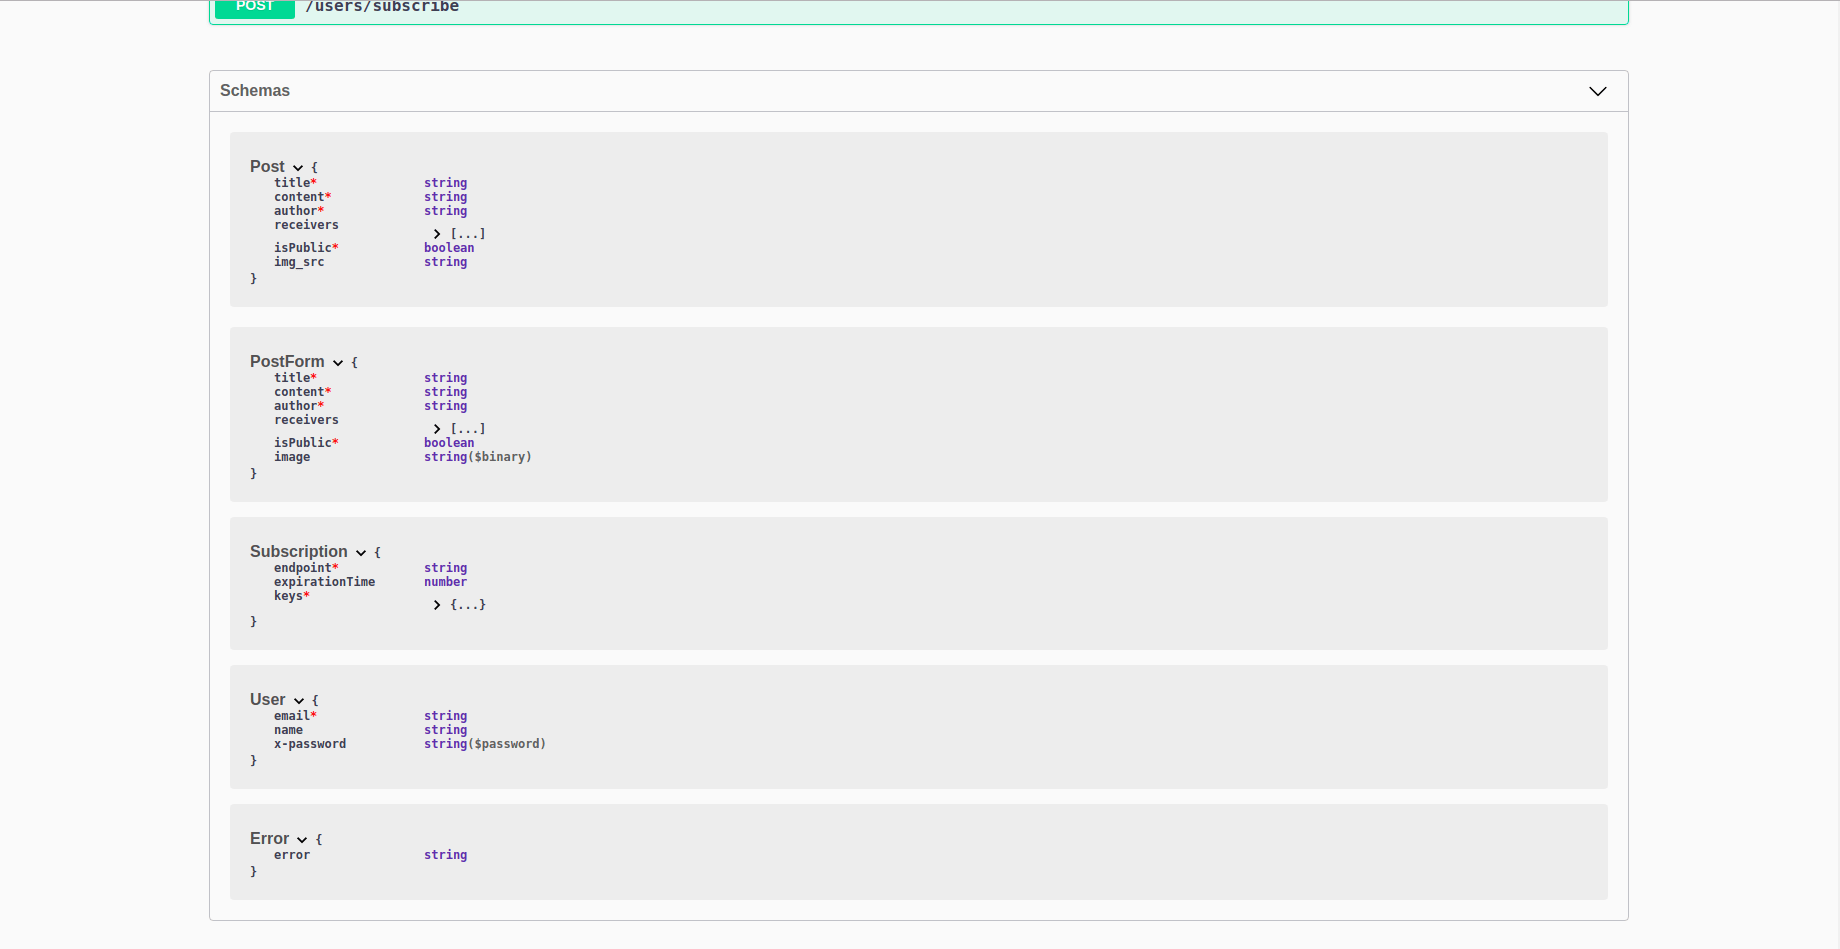 POST /users/subscribe
Schemas
Post {
title* string
content* string
author* string
receivers
[...]
isPublic* boolean
img_src string
}
PostForm {
title* string
content* string
author* string
receivers
[...]
isPublic* boolean
image string($binary)
}
Subscription {
endpoint* string
expirationTime number
keys*
{...}
}
User {
email* string
name string
x-password string($password)
}
Error {
error string
}